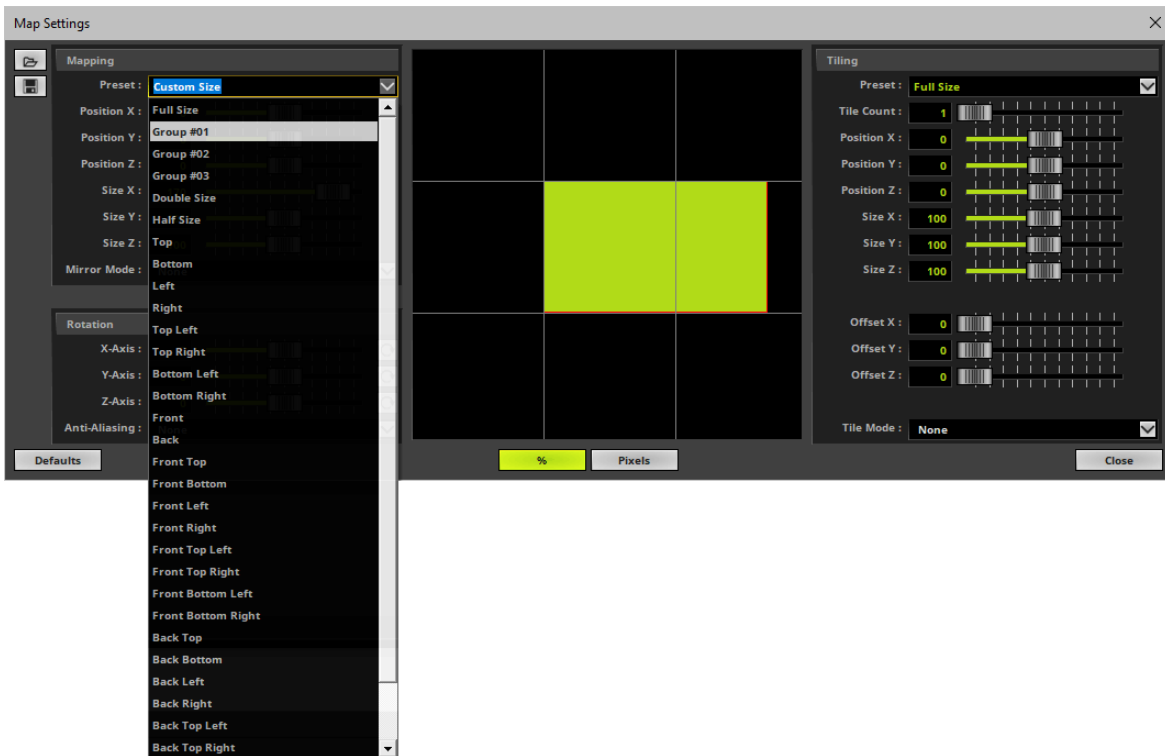 Map Settings
Mapping
Preset :
Custom Size
Position X :
Position Y :
Position Z :
Size X :
Size Y :
Size Z :
Mirror Mode :
Full Size
Group #01
Group #02
Group #03
Double Size
Half Size
Top
Bottom
Left
Right
Top Left
Top Right
Bottom Left
Bottom Right
Front
Back
Front Top
Front Bottom
Front Left
Front Right
Front Top Left
Front Top Right
Front Bottom Left
Front Bottom Right
Back Top
Back Bottom
Back Left
Back Right
Back Top Left
Back Top Right
Rotation
X-Axis :
Y-Axis :
Z-Axis :
Anti-Aliasing :
Defaults
%
Pixels
Tiling
Preset : Full Size
Tile Count : 1
Position X : 0
Position Y : 0
Position Z : 0
Size X : 100
Size Y : 100
Size Z : 100
Offset X : 0
Offset Y : 0
Offset Z : 0
Tile Mode : None
Close